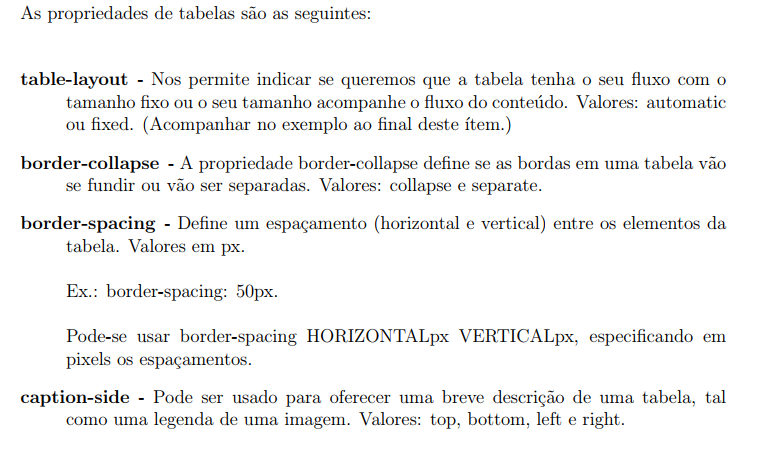 As propriedades de tabelas são as seguintes:
table-layout - Nos permite indicar se queremos que a tabela tenha o seu fluxo com o
tamanho fixo ou o seu tamanho acompanhe o fluxo do conteúdo. Valores: automatic
ou fixed. (Acompanhar no exemplo ao final deste ítem.)
border-collapse - A propriedade border-collapse define se as bordas em uma tabela vão
se fundir ou vão ser separadas. Valores: collapse e separate.
border-spacing - Define um espaçamento (horizontal e vertical) entre os elementos da
tabela. Valores em px.
Ex.: border-spacing: 50px.
Pode-se usar border-spacing HORIZONTALpx VERTICALpx, especificando em
pixels os espaçamentos.
caption-side - Pode ser usado para oferecer uma breve descrição de uma tabela, tal
como uma legenda de uma imagem. Valores: top, bottom, left e right.